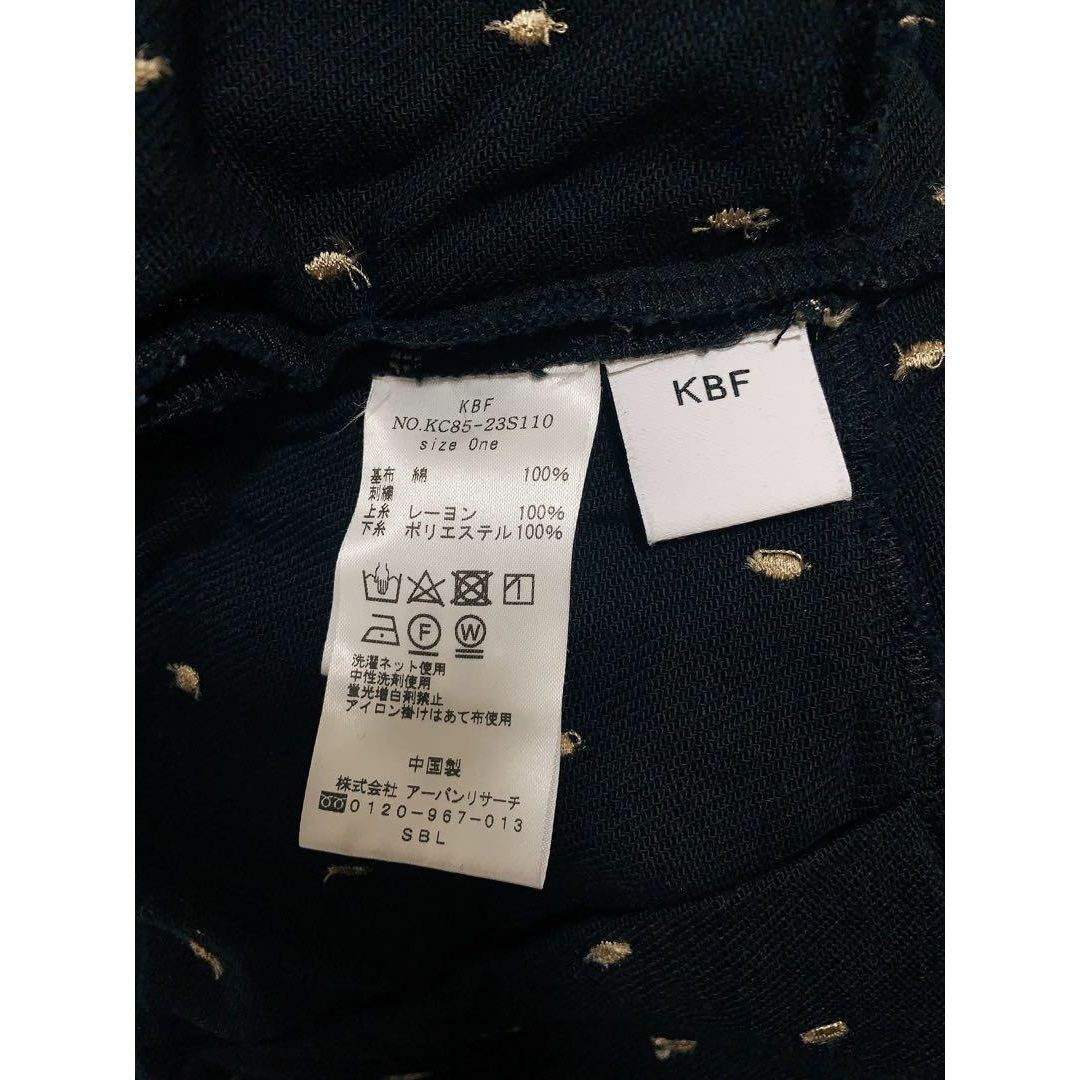 KBF
NO.KC85-23S110
size One
基布 綿 100%
刺繍
上糸 レーヨン 100%
下糸 ポリエステル 100%
F W
洗濯ネット使用
中性洗剤使用
蛍光増白剤禁止
アイロン掛けはあて布使用
中国製
株式会社 アーバンリサーチ
0120-967-013
SBL
KBF